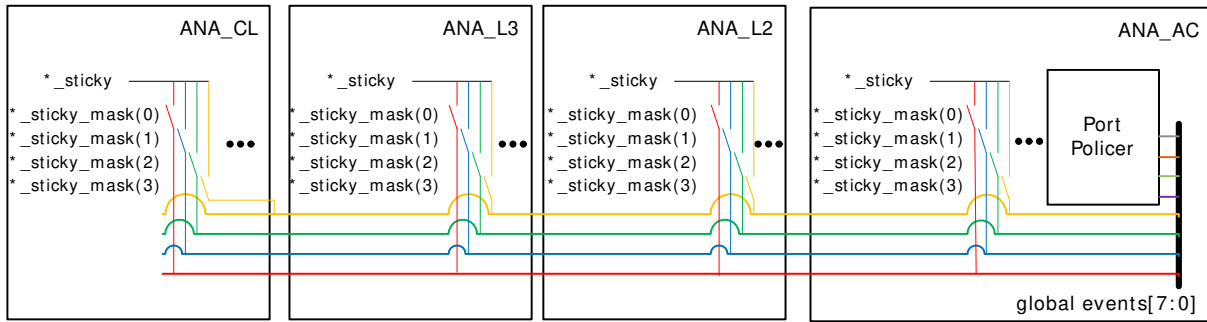 ANA_CL
*_sticky
*_sticky_mask(0)
*_sticky_mask(1)
*_sticky_mask(2)
*_sticky_mask(3)
ANA_L3
*_sticky
*_sticky_mask(0)
*_sticky_mask(1)
*_sticky_mask(2)
*_sticky_mask(3)
ANA_L2
*_sticky
*_sticky_mask(0)
*_sticky_mask(1)
*_sticky_mask(2)
*_sticky_mask(3)
ANA_AC
*_sticky
*_sticky_mask(0)
*_sticky_mask(1)
*_sticky_mask(2)
*_sticky_mask(3)
Port
Policer
global events[7:0]